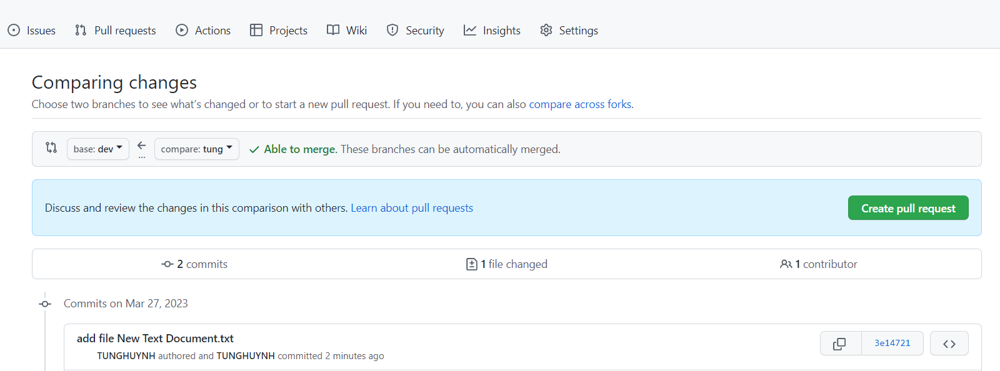 Issues Pull requests Actions Projects Wiki Security Insights Settings
Comparing changes
Choose two branches to see what's changed or to start a new pull request. If you need to, you can also compare across forks.
base: dev ... compare: tung Able to merge. These branches can be automatically merged.
Discuss and review the changes in this comparison with others. Learn about pull requests Create pull request
2 commits 1 file changed 1 contributor
Commits on Mar 27, 2023
add file New Text Document.txt 3e14721
TUNGHUYNH authored and TUNGHUYNH committed 2 minutes ago